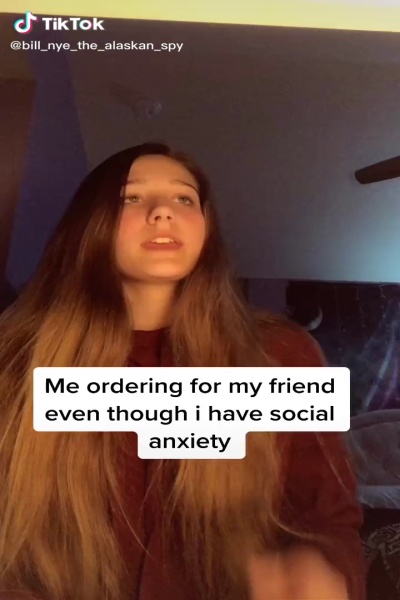 TikTok
@bill_nye_the_alaskan_spy
Me ordering for my friend
even though i have social
anxiety